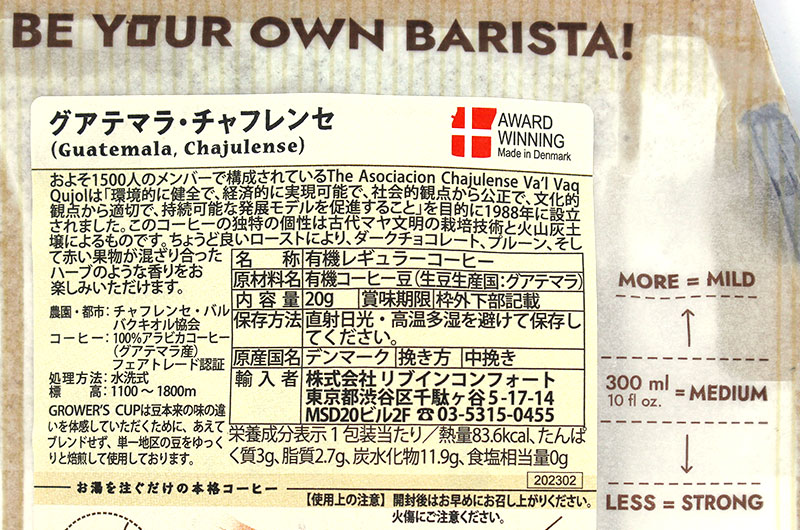 BE YOUR OWN BARISTA!
グアテマラ・チャフレンセ
(Guatemala, Chajulense)
AWARD
WINNING
Made in Denmark
およそ1500人のメンバーで構成されているThe Asociacion Chajulense Va'l Vaq
Qujolは「環境的に健全で、経済的に実現可能で、社会的観点から公正で、文化的
観点から適切で、持続可能な発展モデルを促進すること」を目的に1988年に設立
されました。このコーヒーの独特の個性は古代マヤ文明の栽培技術と火山灰土
壌によるものです。ちょうど良いローストにより、ダークチョコレート、プルーン、そし
て赤い果物が混ざり合った
ハーブのような香りをお
楽しみいただけます。
名 称 有機レギュラーコーヒー
原材料名 有機コーヒー豆(生豆生産国:グアテマラ)
内 容 量 20g 賞味期限 枠外下部記載
保存方法 直射日光・高温多湿を避けて保存し
てください。
原産国名 デンマーク 挽き方 中挽き
輸 入 者 株式会社リブインコンフォート
東京都渋谷区千駄ヶ谷5-17-14
MSD20ビル2F ☎03-5315-0455
農園・都市:チャフレンセ・バル
バクキオル協会
コーヒー:100%アラビカコーヒー
(グアテマラ産)
フェアトレード認証
処理方法:水洗式
標 高:1100〜1800m
GROWER'S CUPは豆本来の味の違
いを体感していただくために、あえて
ブレンドせず、単一地区の豆をゆっく
りと焙煎して使用しております。
栄養成分表示 1包装当たり/熱量83.6kcal、たんぱ
く質3g、脂質2.7g、炭水化物11.9g、食塩相当量0g
202302
お湯を注ぐだけの本格コーヒー
【使用上の注意】開封後はお早めにお召し上がりください。
火傷にご注意ください。
MORE = MILD
300 ml
10 fl oz.
=MEDIUM
LESS = STRONG